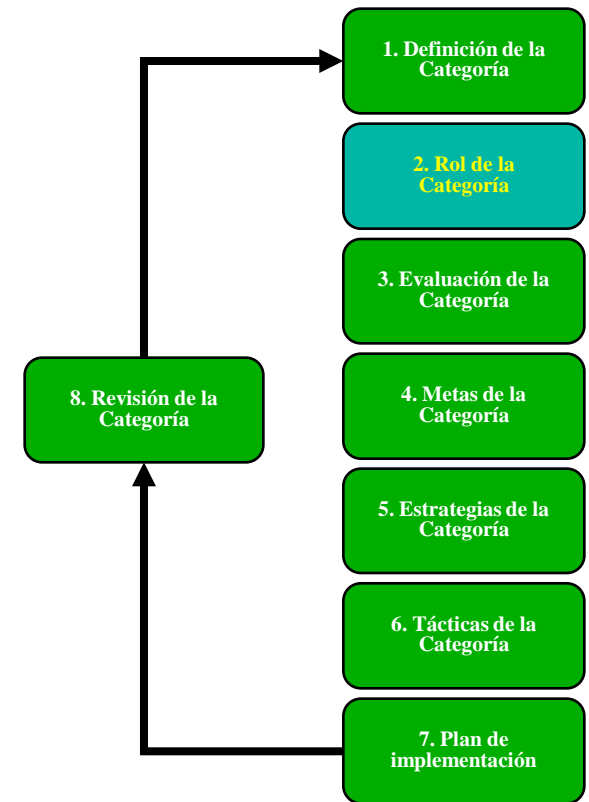 1. Definición de la
Categoría
2. Rol de la
Categoría
3. Evaluación de la
Categoría
4. Metas de la
Categoría
8. Revisión de la
Categoría
5. Estrategias de la
Categoría
6. Tácticas de la
Categoría
7. Plan de
implementación